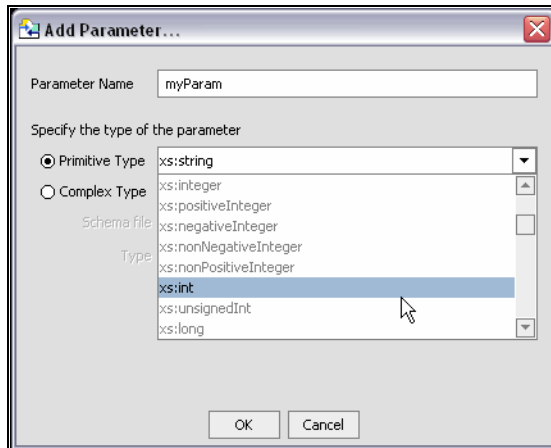 Add Parameter...
Parameter Name myParam
Specify the type of the parameter
Primitive Type xs:string
Complex Type xs:integer
xs:positiveInteger
Schema file xs:negativeInteger
xs:nonNegativeInteger
Type xs:nonPositiveInteger
xs:int
xs:unsignedInt
xs:long
OK Cancel